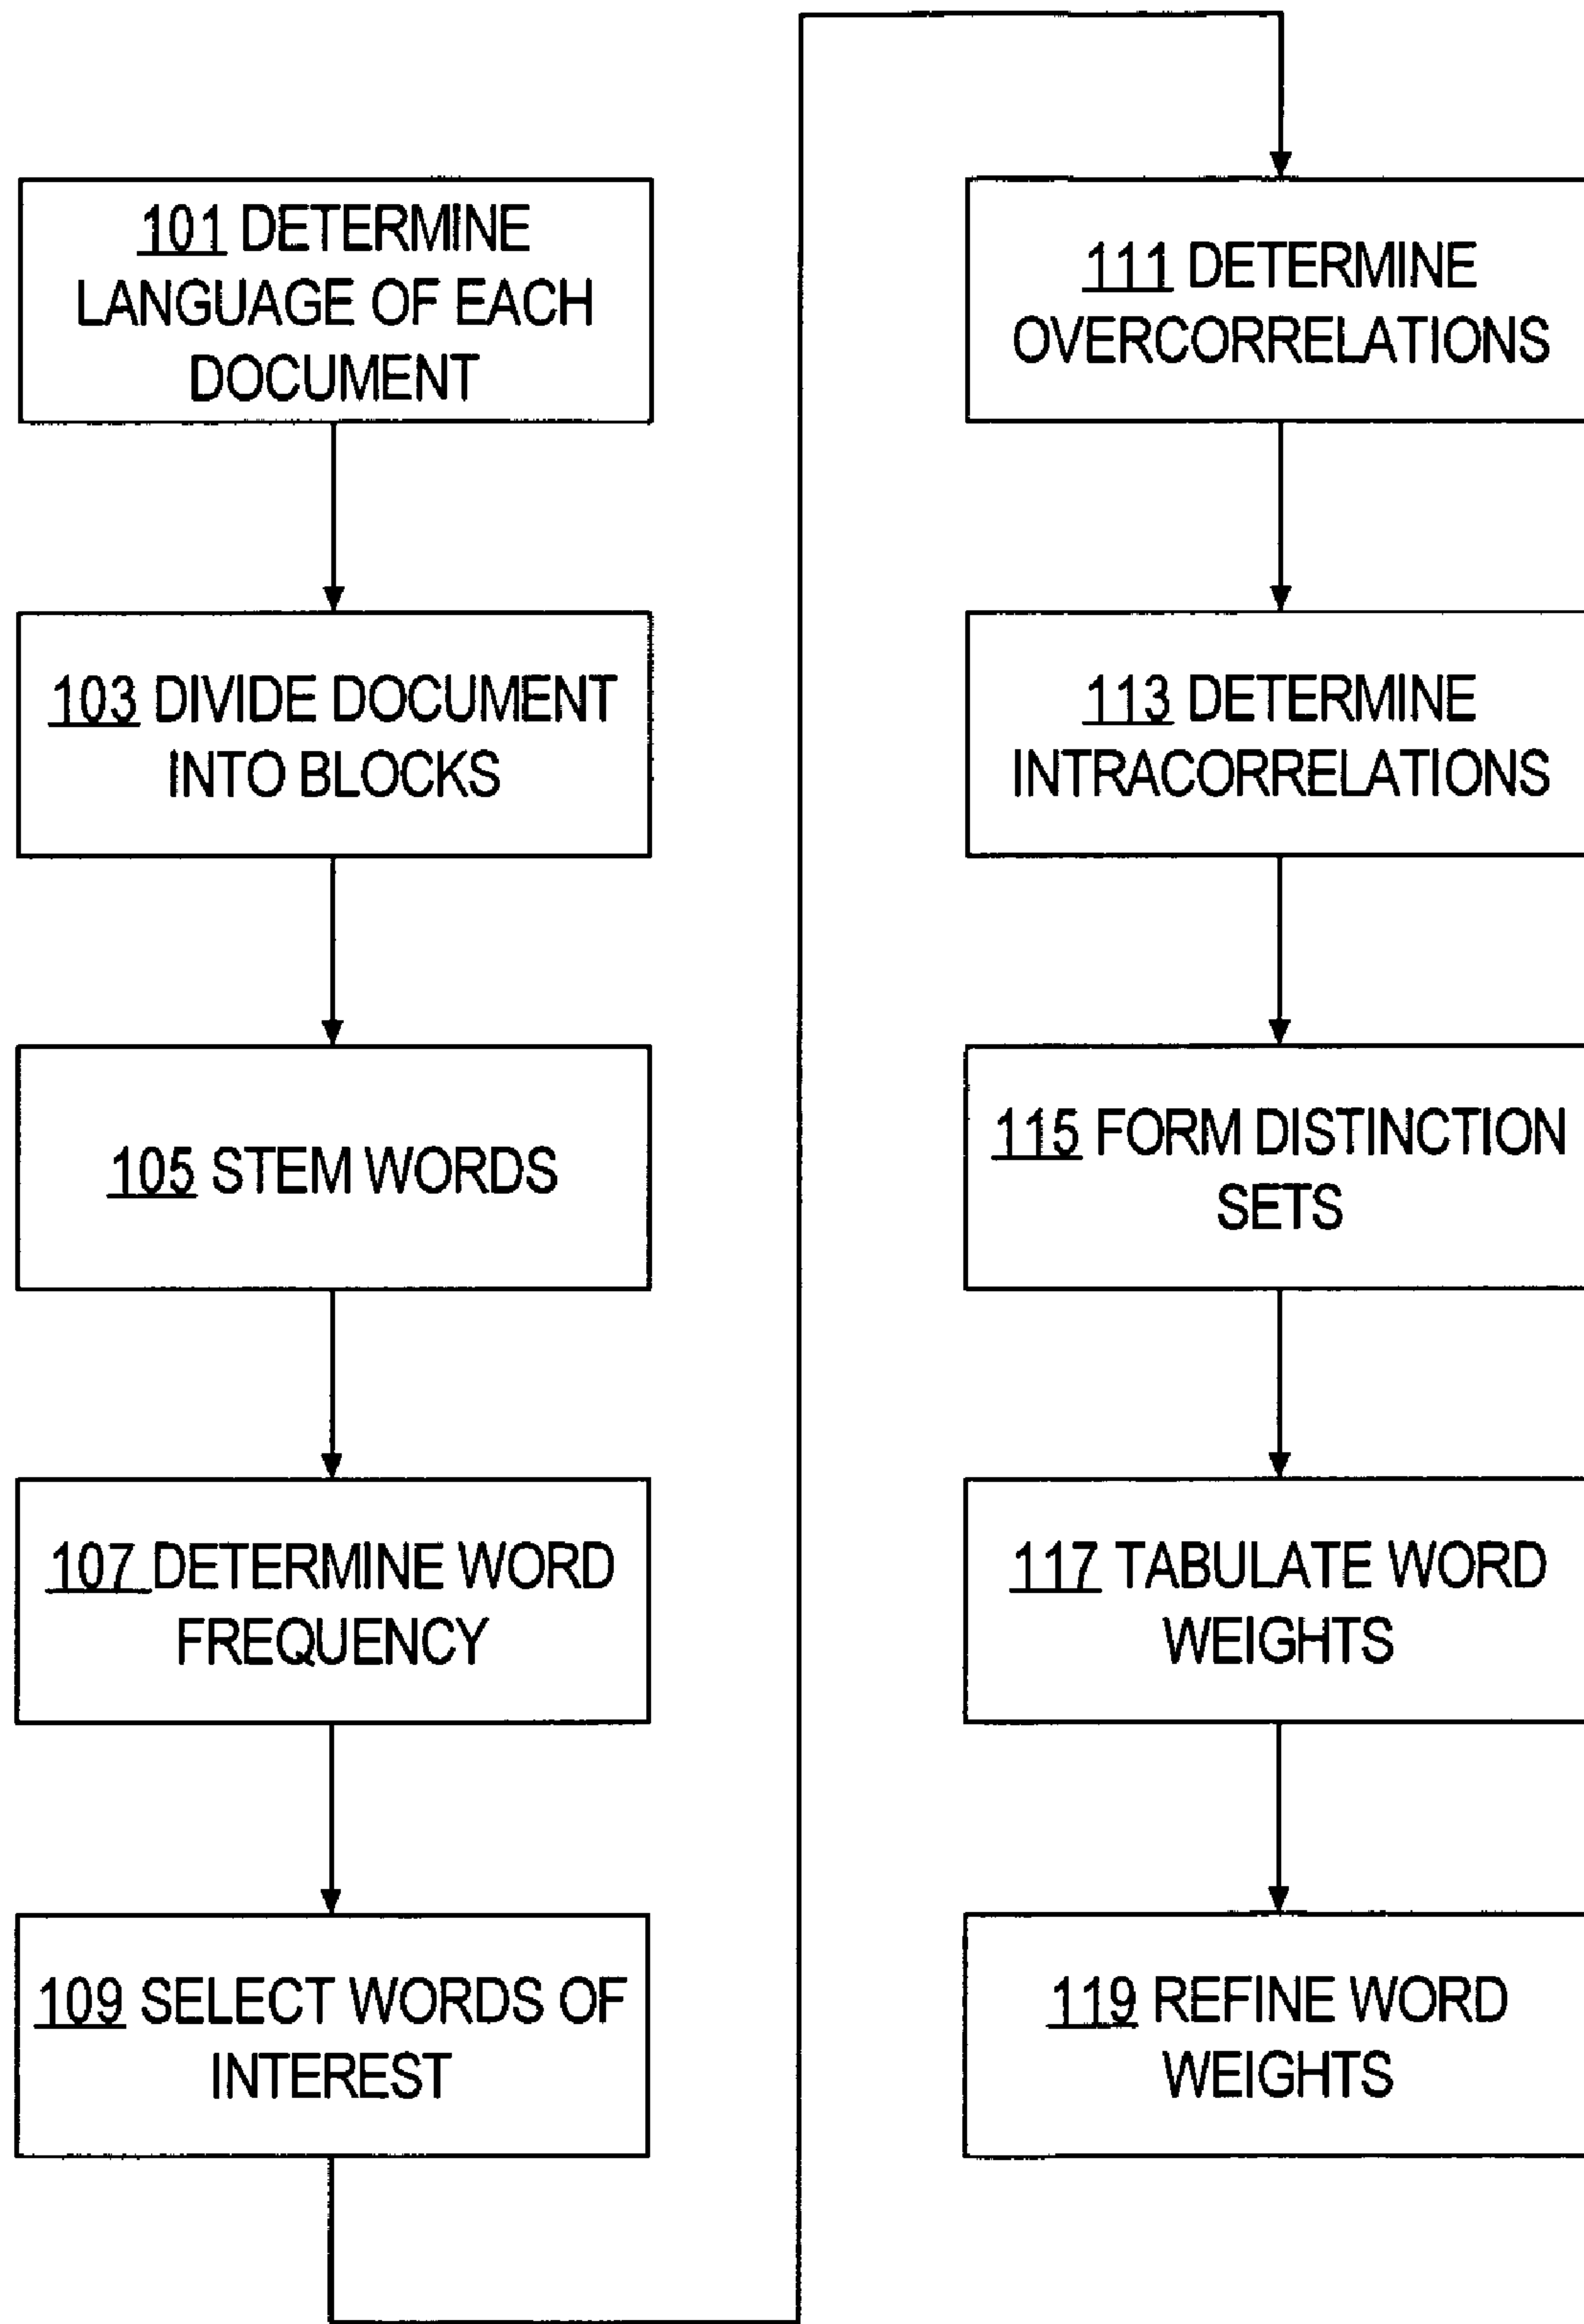 101 DETERMINE
LANGUAGE OF EACH
DOCUMENT
103 DIVIDE DOCUMENT
INTO BLOCKS
105 STEM WORDS
107 DETERMINE WORD
FREQUENCY
109 SELECT WORDS OF
INTEREST
111 DETERMINE
OVERCORRELATIONS
113 DETERMINE
INTRACORRELATIONS
115 FORM DISTINCTION
SETS
117 TABULATE WORD
WEIGHTS
119 REFINE WORD
WEIGHTS